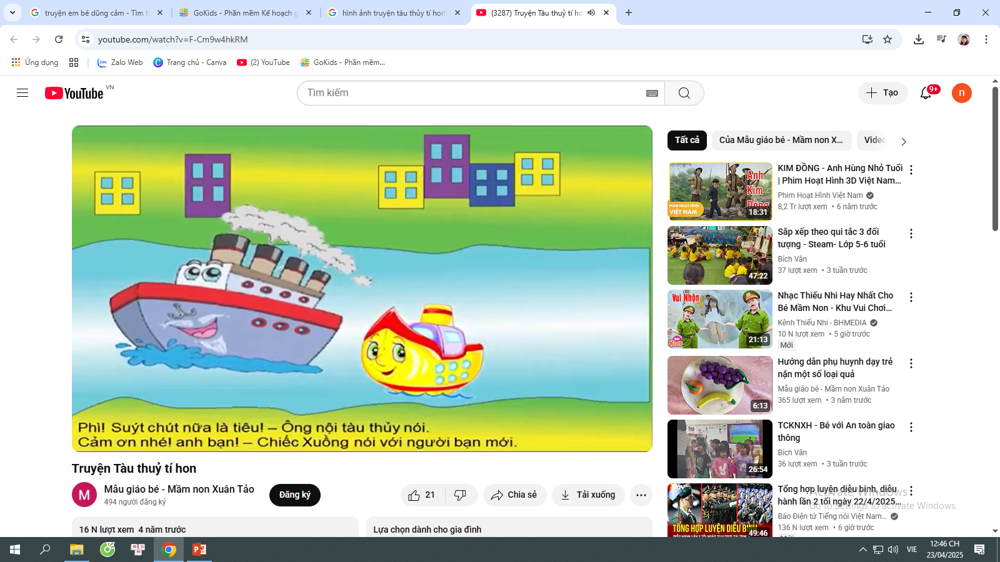 truyện em bé dũng cảm - Tìm t
GoKids - Phần mềm Kế hoạch g
hình ảnh truyện tàu thủy tí hon
(3287) Truyện Tàu thuỷ tí ho
youtube.com/watch?v=F-Cm9w4hkRM
Ứng dụng
Zalo Web
Trang chủ - Canva
(2) YouTube
GoKids - Phần mềm...
YouTube VN
Tìm kiếm
Tạo
9+
n
Tất cả
Của Mẫu giáo bé - Mầm non X...
Video
Anh
Kim
Đồng
PHIM HOẠT HÌNH
VIỆT NAM
18:31
KIM ĐỒNG - Anh Hùng Nhỏ Tuổi
| Phim Hoạt Hình 3D Việt Nam...
Phim Hoạt Hình Việt Nam
8,2 Tr lượt xem • 6 năm trước
47:22
Sắp xếp theo qui tắc 3 đối
tượng - Steam- Lớp 5-6 tuổi
Bích Vân
37 lượt xem • 3 tuần trước
Vui Nhộn
BH
Kids
21:13
Nhạc Thiếu Nhi Hay Nhất Cho
Bé Mầm Non - Khu Vui Chơi...
Kênh Thiếu Nhi - BHMEDIA
10 N lượt xem • 5 giờ trước
Mới
6:13
Hướng dẫn phụ huynh dạy trẻ
nặn một số loại quả
Mẫu giáo bé - Mầm non Xuân Tảo
365 lượt xem • 3 năm trước
26:54
TCKNXH - Bé với An toàn giao
thông
Bích Vân
36 lượt xem • 3 tuần trước
TỔNG HỢP LUYỆN DIỄU BINH
49:46
Tổng hợp luyện diễu binh, diễu
hành lần 2 tối ngày 22/4/2025...
Báo Điện tử Tiếng nói Việt Nam...
136 N lượt xem • 6 giờ trước
Mới
Phì! Suýt chút nữa là tiêu! – Ông nội tàu thủy nói.
Cảm ơn nhé! anh bạn! – Chiếc Xuồng nói với người bạn mới.
Truyện Tàu thuỷ tí hon
M
Mẫu giáo bé - Mầm non Xuân Tảo
494 người đăng ký
Đăng ký
21
Chia sẻ
Tải xuống
16 N lượt xem 4 năm trước
Lựa chọn dành cho gia đình
Activate Windows
Go to Settings to activate Windows.
VIE
12:46 CH
23/04/2025